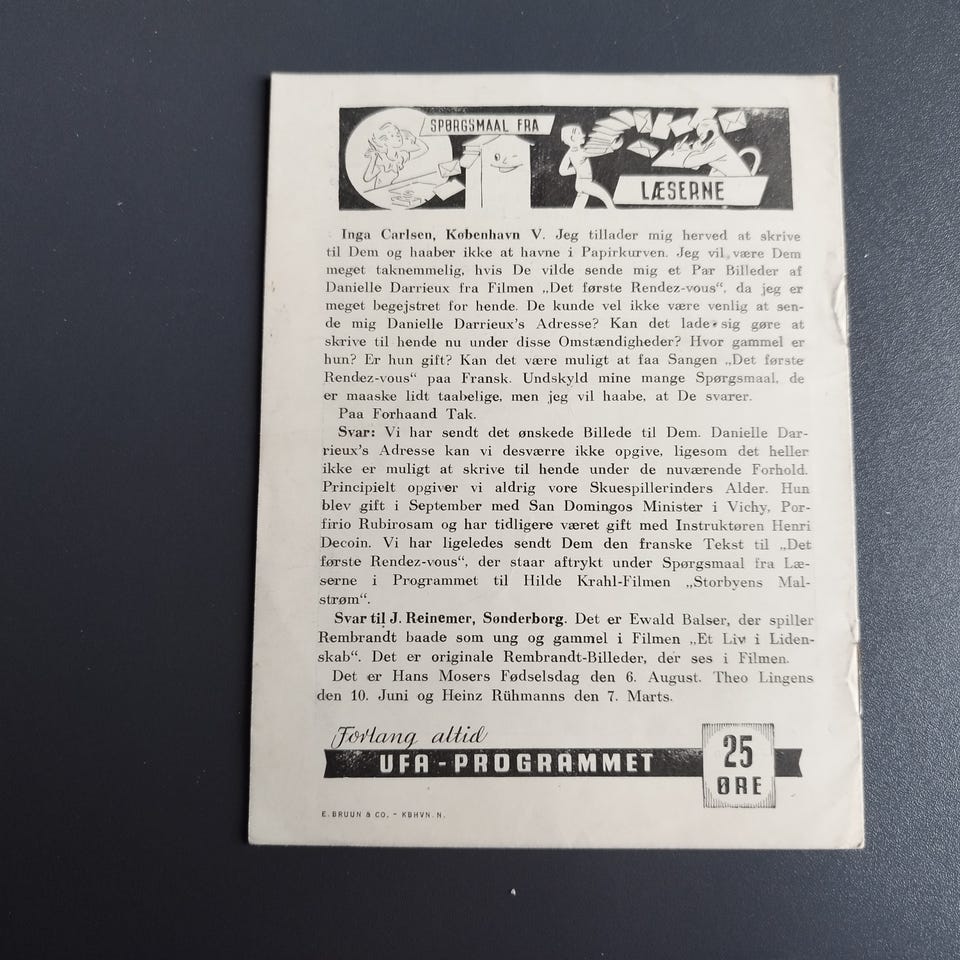 SPØRGSMAAL FRA
LÆSERNE
Inga Carlsen, København V. Jeg tillader mig herved at skrive
til Dem og haaber ikke at havne i Papirkurven. Jeg vil være Dem
meget taknemmelig, hvis De vilde sende mig et Par Billeder af
Danielle Darrieux fra Filmen „Det første Rendez-vous“, da jeg er
meget begejstret for hende. De kunde vel ikke være venlig at sen-
de mig Danielle Darrieux's Adresse? Kan det lade sig gøre at
skrive til hende nu under disse Omstændigheder? Hvor gammel er
hun? Er hun gift? Kan det være muligt at faa Sangen „Det første
Rendez-vous“ paa Fransk. Undskyld mine mange Spørgsmaal, de
er maaske lidt taabelige, men jeg vil haabe, at De svarer.
Paa Forhaand Tak.
Svar: Vi har sendt det ønskede Billede til Dem. Danielle Dar-
rieux's Adresse kan vi desværre ikke opgive, ligesom det heller
ikke er muligt at skrive til hende under de nuværende Forhold.
Principielt opgiver vi aldrig vore Skuespillerinders Alder. Hun
blev gift i September med San Domingos Minister i Vichy, Por-
firio Rubirosam og har tidligere været gift med Instruktøren Henri
Decoin. Vi har ligeledes sendt Dem den franske Tekst til „Det
første Rendez-vous“, der staar aftrykt under Spørgsmaal fra Læ-
serne i Programmet til Hilde Krahl-Filmen „Storbyens Mal-
strøm“.
Svar til J. Reinemer, Sønderborg. Det er Ewald Balser, der spiller
Rembrandt baade som ung og gammel i Filmen „Et Liv i Liden-
skab“. Det er originale Rembrandt-Billeder, der ses i Filmen.
Det er Hans Mosers Fødselsdag den 6. August. Theo Lingens
den 10. Juni og Heinz Rühmanns den 7. Marts.
Forlang altid
UFA-PROGRAMMET
25
ØRE
E. BRUUN & CO. - KBHVN. N.